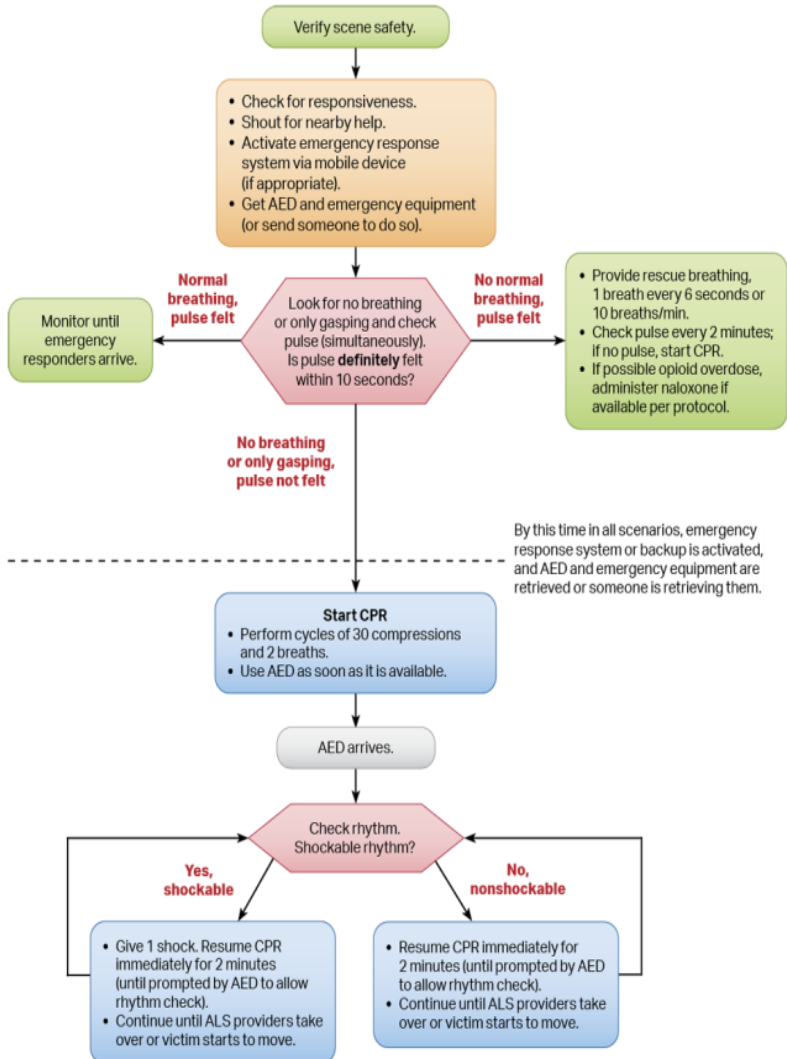 Verify scene safety.
• Check for responsiveness.
• Shout for nearby help.
• Activate emergency response
system via mobile device
(if appropriate).
• Get AED and emergency equipment
(or send someone to do so).
Normal
breathing,
pulse felt
Monitor until
emergency
responders arrive.
Look for no breathing
or only gasping and check
pulse (simultaneously).
Is pulse definitely felt
within 10 seconds?
No normal
breathing,
pulse felt
• Provide rescue breathing,
1 breath every 6 seconds or
10 breaths/min.
• Check pulse every 2 minutes;
if no pulse, start CPR.
• If possible opioid overdose,
administer naloxone if
available per protocol.
No breathing
or only gasping,
pulse not felt
By this time in all scenarios, emergency
response system or backup is activated,
and AED and emergency equipment are
retrieved or someone is retrieving them.
Start CPR
• Perform cycles of 30 compressions
and 2 breaths.
• Use AED as soon as it is available.
AED arrives.
Check rhythm.
Shockable rhythm?
Yes,
shockable
No,
nonshockable
• Give 1 shock. Resume CPR
immediately for 2 minutes
(until prompted by AED to allow
rhythm check).
• Continue until ALS providers take
over or victim starts to move.
• Resume CPR immediately for
2 minutes (until prompted by AED
to allow rhythm check).
• Continue until ALS providers take
over or victim starts to move.